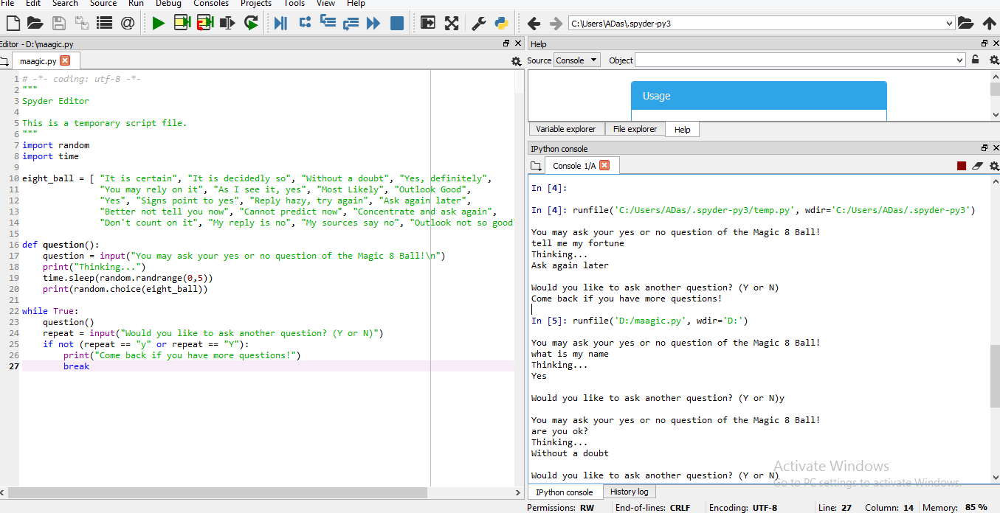 File Edit Search Source Run Debug Consoles Projects Tools View Help
C:\Users\ADas\.spyder-py3
Editor - D:\maagic.py
maagic.py
1 # -*- coding: utf-8 -*-
2 """
3 Spyder Editor
4
5 This is a temporary script file.
6 """
7 import random
8 import time
9
10 eight_ball = [ "It is certain", "It is decidedly so", "Without a doubt", "Yes, definitely",
11 "You may rely on it", "As I see it, yes", "Most Likely", "Outlook Good",
12 "Yes", "Signs point to yes", "Reply hazy, try again", "Ask again later",
13 "Better not tell you now", "Cannot predict now", "Concentrate and ask again",
14 "Don't count on it", "My reply is no", "My sources say no", "Outlook not so good
15
16 def question():
17 question = input("You may ask your yes or no question of the Magic 8 Ball!\n")
18 print("Thinking...")
19 time.sleep(random.randrange(0,5))
20 print(random.choice(eight_ball))
21
22 while True:
23 question()
24 repeat = input("Would you like to ask another question? (Y or N)")
25 if not (repeat == "y" or repeat == "Y"):
26 print("Come back if you have more questions!")
27 break
Help
Source Console Object
Usage
Variable explorer File explorer Help
IPython console
Console 1/A
In [4]:
In [4]: runfile('C:/Users/ADas/.spyder-py3/temp.py', wdir='C:/Users/ADas/.spyder-py3')
You may ask your yes or no question of the Magic 8 Ball!
tell me my fortune
Thinking...
Ask again later
Would you like to ask another question? (Y or N)
Come back if you have more questions!
In [5]: runfile('D:/maagic.py', wdir='D:')
You may ask your yes or no question of the Magic 8 Ball!
what is my name
Thinking...
Yes
Would you like to ask another question? (Y or N)y
You may ask your yes or no question of the Magic 8 Ball!
are you ok?
Thinking...
Without a doubt
Would you like to ask another question? (Y or N)
Activate Windows
Go to PC settings to activate Windows.
IPython console History log
Permissions: RW End-of-lines: CRLF Encoding: UTF-8 Line: 27 Column: 14 Memory: 85 %